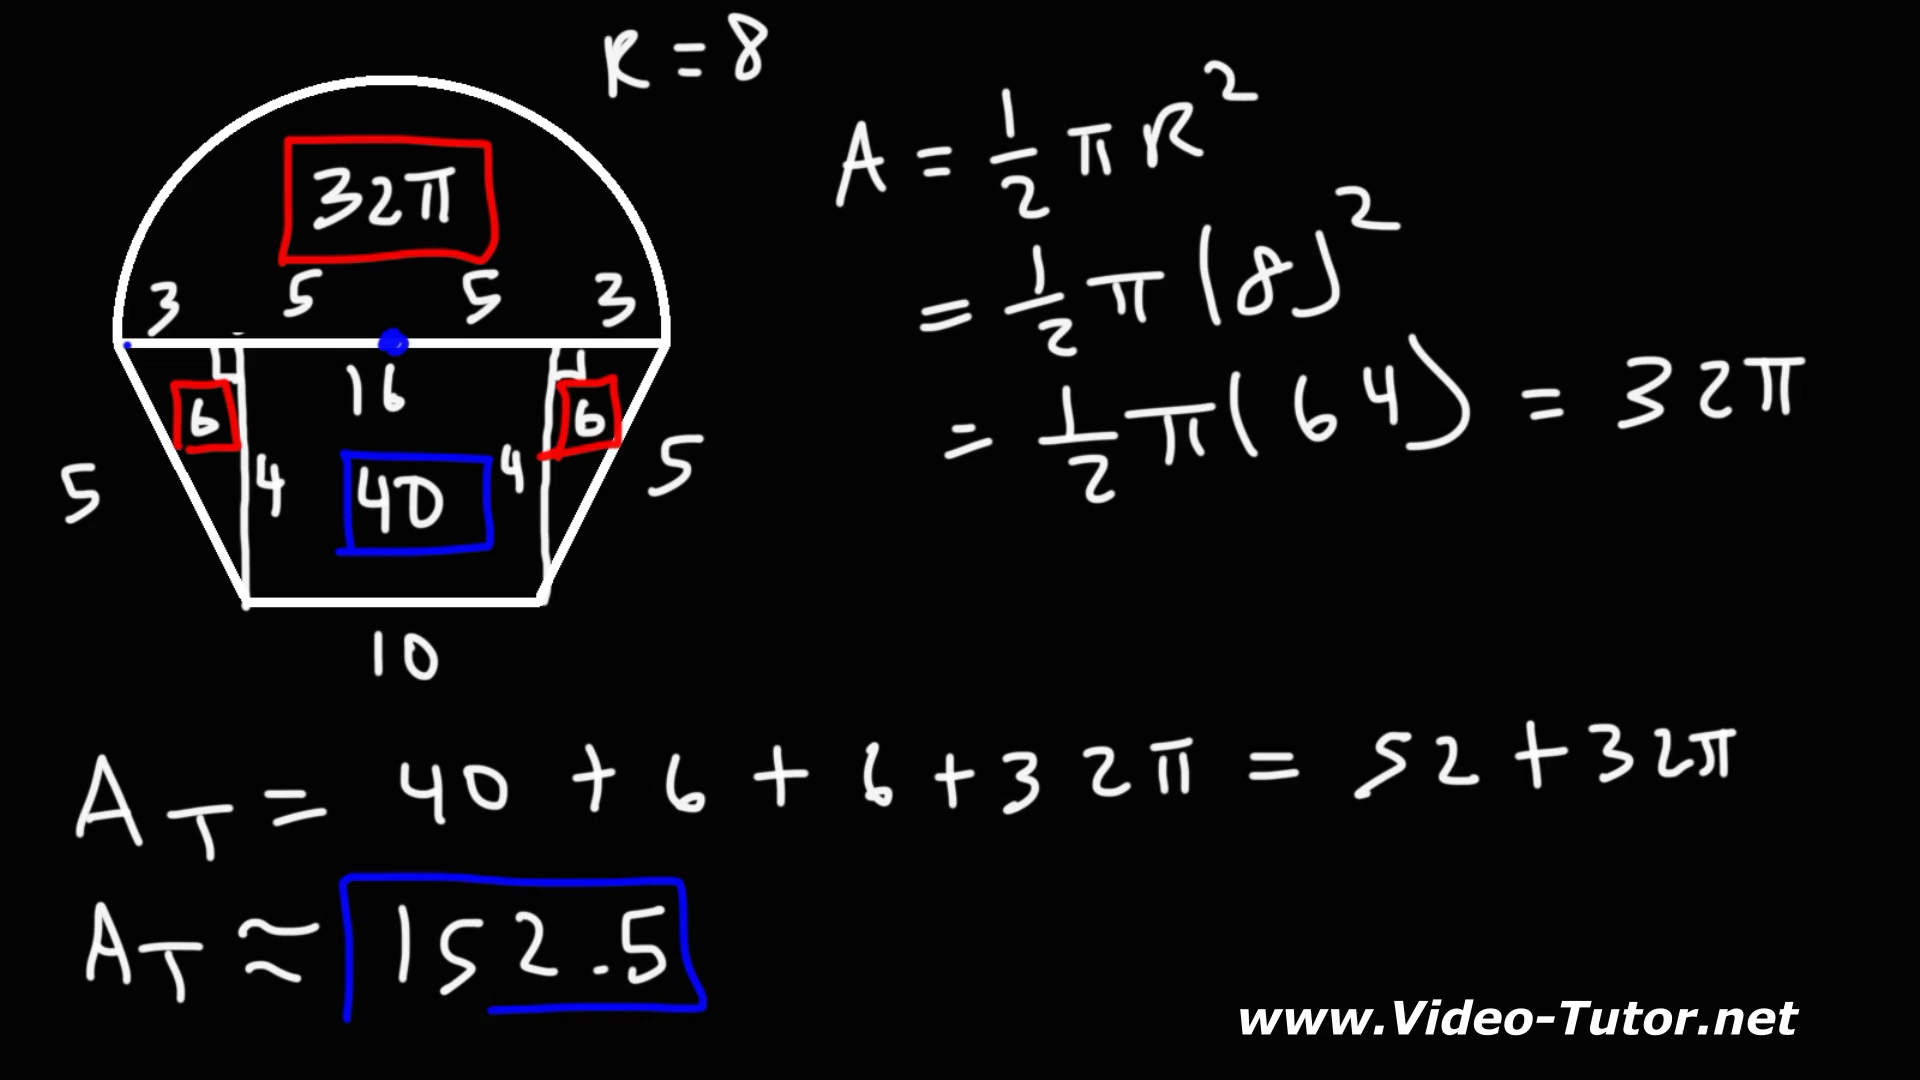 R = 8
A = 1/2 π R²
= 1/2 π (8)²
= 1/2 π (64) = 32π
32π
3 5 5 3
16
6 6
5 4 40 4 5
10
A_T = 40 + 6 + 6 + 32π = 52 + 32π
A_T ≈ 152.5
www.Video-Tutor.net